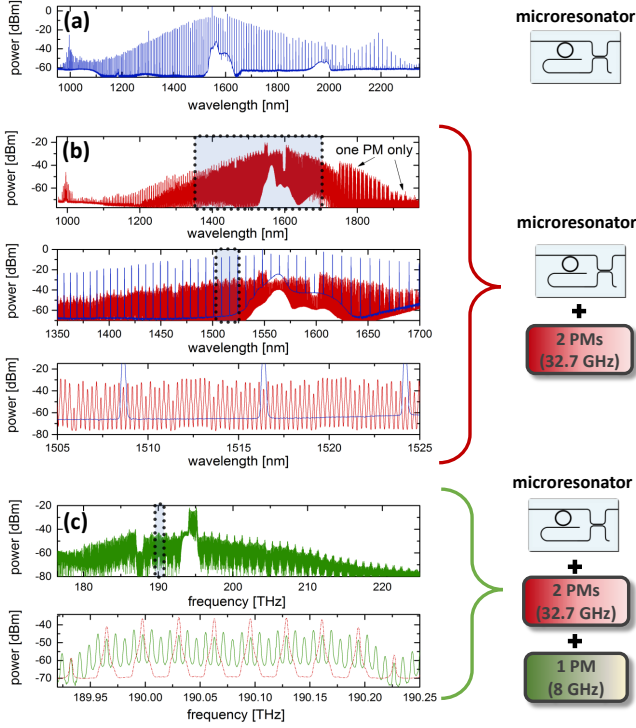 (a)
power [dBm]
0
-20
-40
-60
1000 1200 1400 1600 1800 2000 2200
wavelength [nm]
microresonator
(b)
one PM only
power [dBm]
-20
-40
-60
1000 1200 1400 1600 1800
wavelength [nm]
power [dBm]
0
-20
-40
-60
-80
1350 1400 1450 1500 1550 1600 1650 1700
wavelength [nm]
power [dBm]
-20
-40
-60
-80
1505 1510 1515 1520 1525
wavelength [nm]
microresonator
+
2 PMs
(32.7 GHz)
(c)
power [dBm]
-20
-40
-60
-80
180 190 200 210 220
frequency [THz]
power [dBm]
-40
-50
-60
-70
189.95 190.00 190.05 190.10 190.15 190.20 190.25
frequency [THz]
microresonator
+
2 PMs
(32.7 GHz)
+
1 PM
(8 GHz)